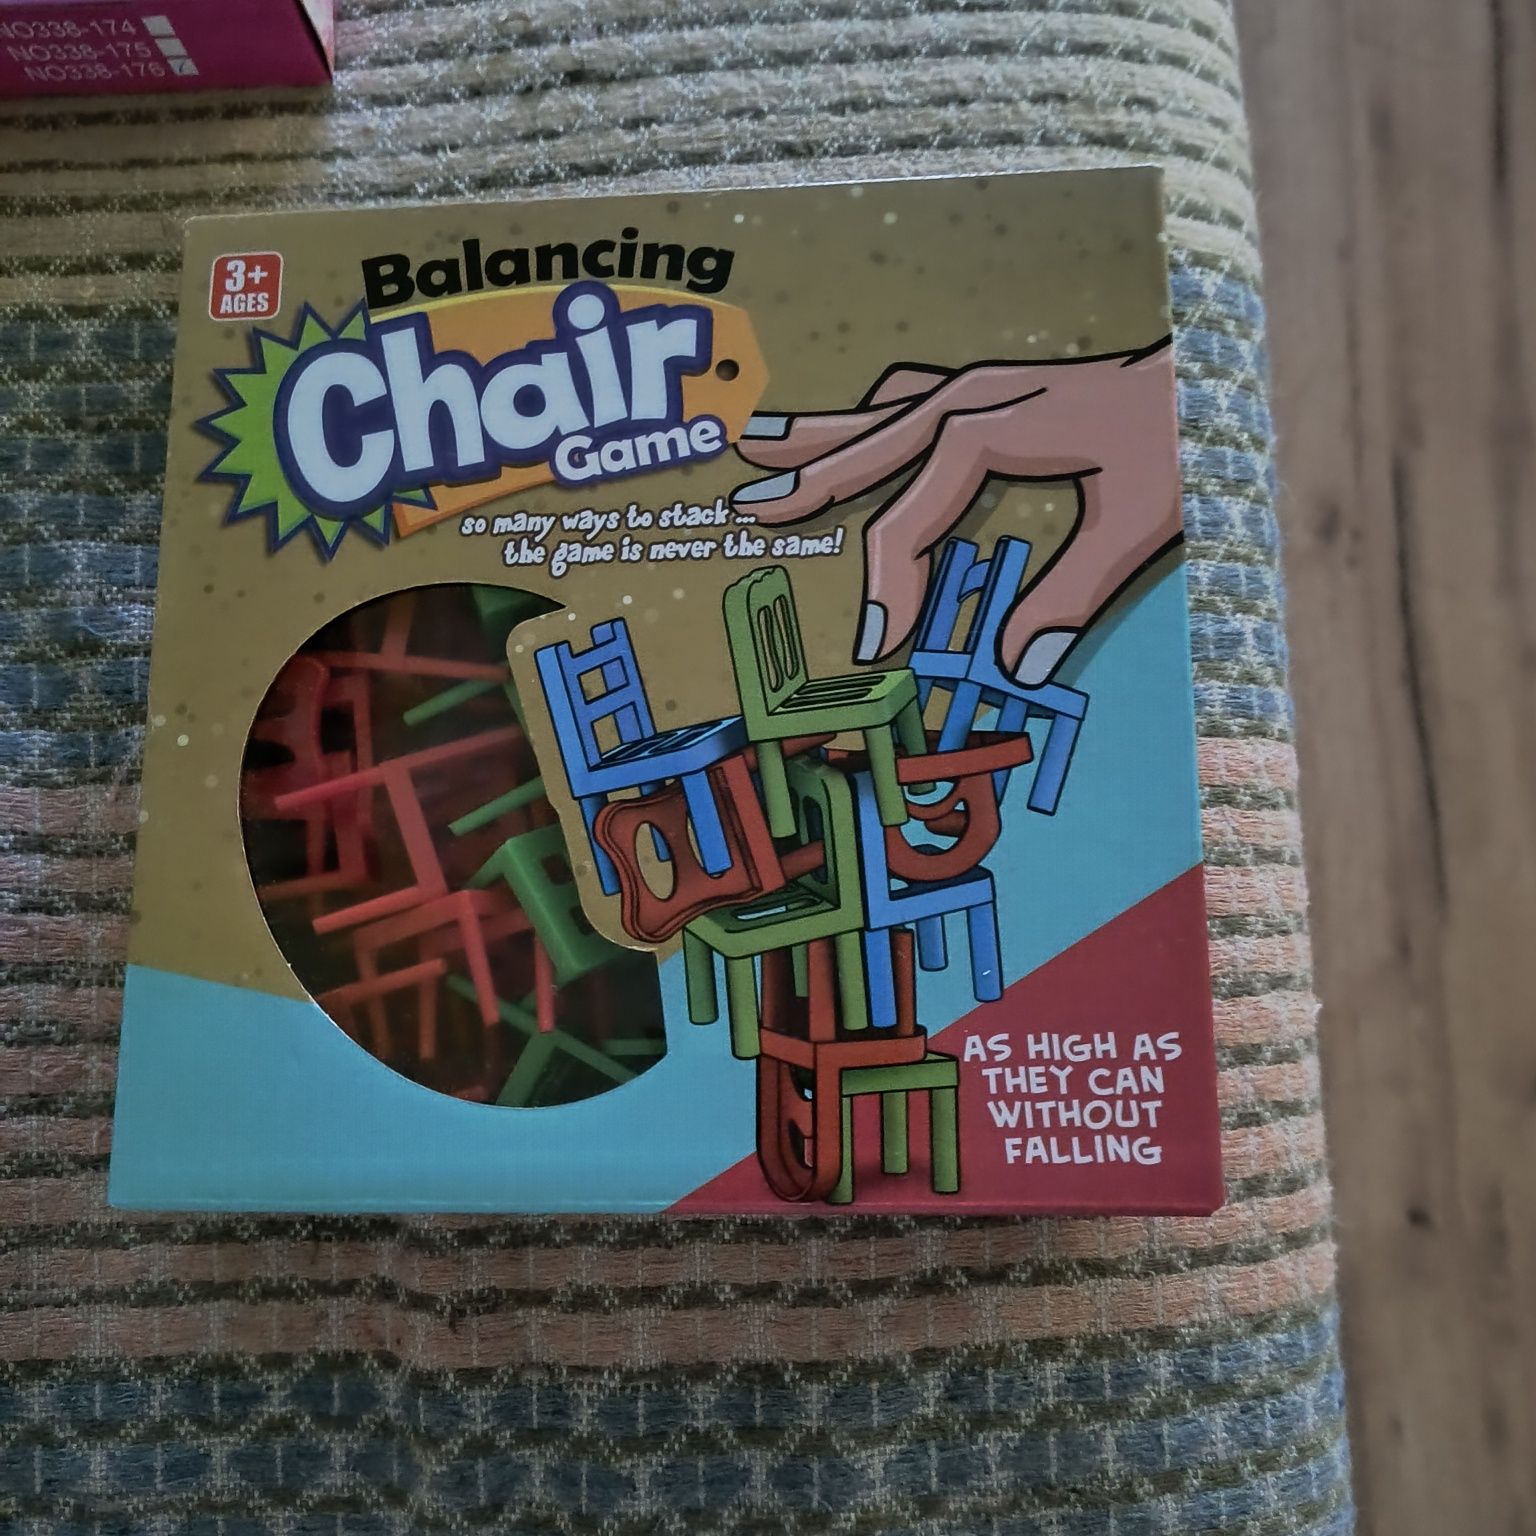 NO338-174
NO338-175
NO338-176
3+
AGES
Balancing
Chair
Game
so many ways to stack...
the game is never the same!
AS HIGH AS
THEY CAN
WITHOUT
FALLING